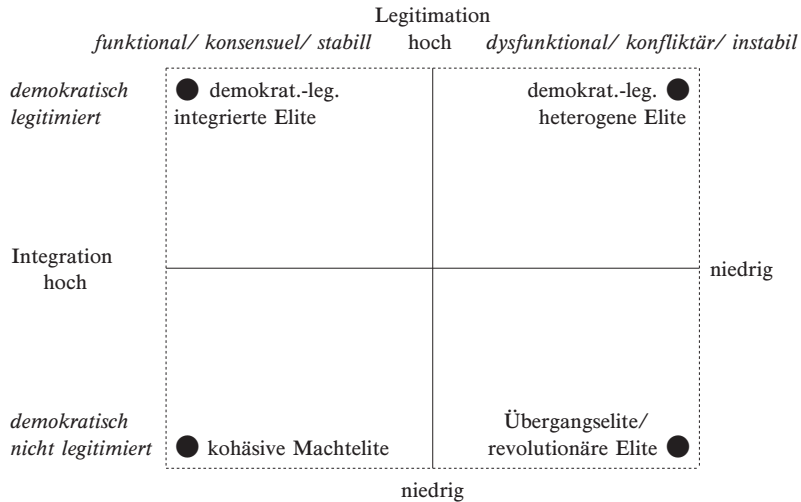 Legitimation
funktional/ konsensuel/ stabill hoch dysfunktional/ konfliktär/ instabil
demokratisch
legitimiert
demokrat.-leg.
integrierte Elite
demokrat.-leg.
heterogene Elite
Integration
hoch
niedrig
demokratisch
nicht legitimiert
kohäsive Machtelite
Übergangselite/
revolutionäre Elite
niedrig